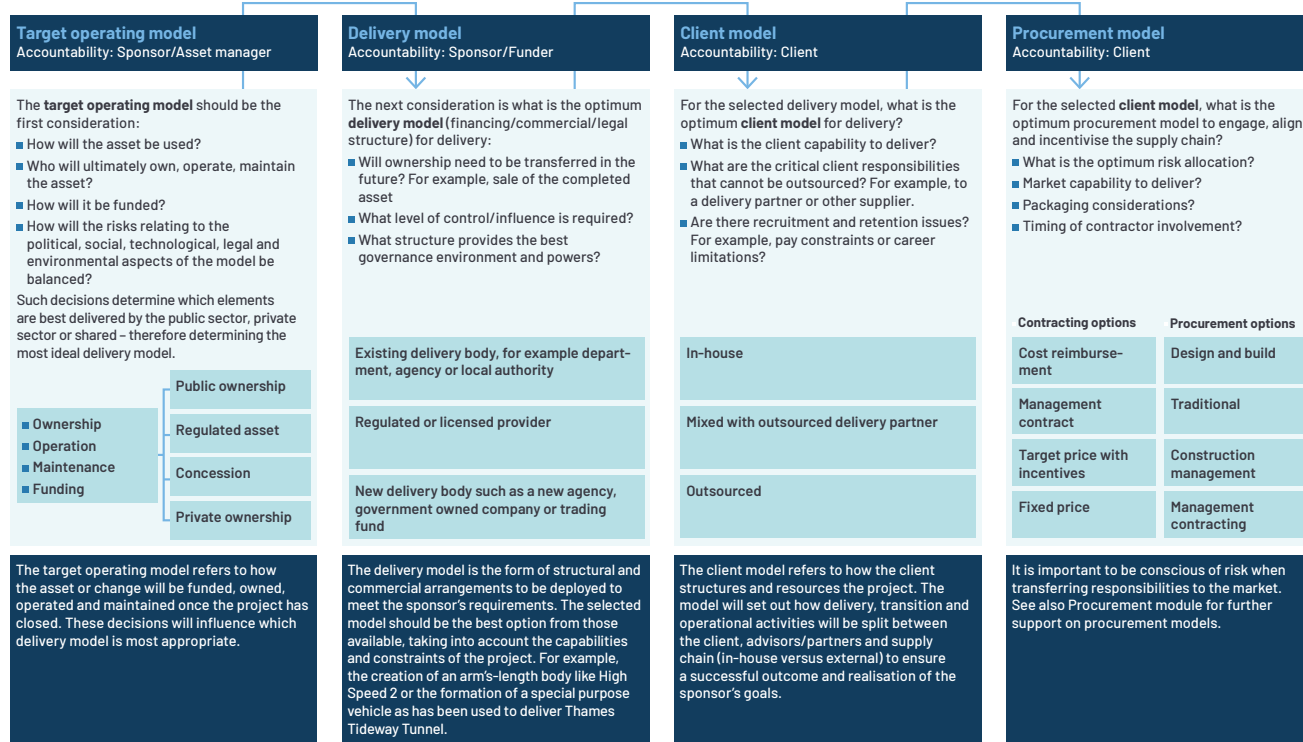 Target operating model
Accountability: Sponsor/Asset manager
The target operating model should be the
first consideration:
How will the asset be used?
Who will ultimately own, operate, maintain
the asset?
How will it be funded?
How will the risks relating to the
political, social, technological, legal and
environmental aspects of the model be
balanced?
Such decisions determine which elements
are best delivered by the public sector, private
sector or shared – therefore determining the
most ideal delivery model.
Ownership
Operation
Maintenance
Funding
Public ownership
Regulated asset
Concession
Private ownership
The target operating model refers to how
the asset or change will be funded, owned,
operated and maintained once the project has
closed. These decisions will influence which
delivery model is most appropriate.
Delivery model
Accountability: Sponsor/Funder
The next consideration is what is the optimum
delivery model (financing/commercial/legal
structure) for delivery:
Will ownership need to be transferred in the
future? For example, sale of the completed
asset
What level of control/influence is required?
What structure provides the best
governance environment and powers?
Existing delivery body, for example depart-
ment, agency or local authority
Regulated or licensed provider
New delivery body such as a new agency,
government owned company or trading
fund
The delivery model is the form of structural and
commercial arrangements to be deployed to
meet the sponsor's requirements. The selected
model should be the best option from those
available, taking into account the capabilities
and constraints of the project. For example,
the creation of an arm's-length body like High
Speed 2 or the formation of a special purpose
vehicle as has been used to deliver Thames
Tideway Tunnel.
Client model
Accountability: Client
For the selected delivery model, what is the
optimum client model for delivery?
What is the client capability to deliver?
What are the critical client responsibilities
that cannot be outsourced? For example, to
a delivery partner or other supplier.
Are there recruitment and retention issues?
For example, pay constraints or career
limitations?
In-house
Mixed with outsourced delivery partner
Outsourced
The client model refers to how the client
structures and resources the project. The
model will set out how delivery, transition and
operational activities will be split between
the client, advisors/partners and supply
chain (in-house versus external) to ensure
a successful outcome and realisation of the
sponsor's goals.
Procurement model
Accountability: Client
For the selected client model, what is the
optimum procurement model to engage, align
and incentivise the supply chain?
What is the optimum risk allocation?
Market capability to deliver?
Packaging considerations?
Timing of contractor involvement?
Contracting options
Cost reimburse-
ment
Management
contract
Target price with
incentives
Fixed price
Procurement options
Design and build
Traditional
Construction
management
Management
contracting
It is important to be conscious of risk when
transferring responsibilities to the market.
See also Procurement module for further
support on procurement models.